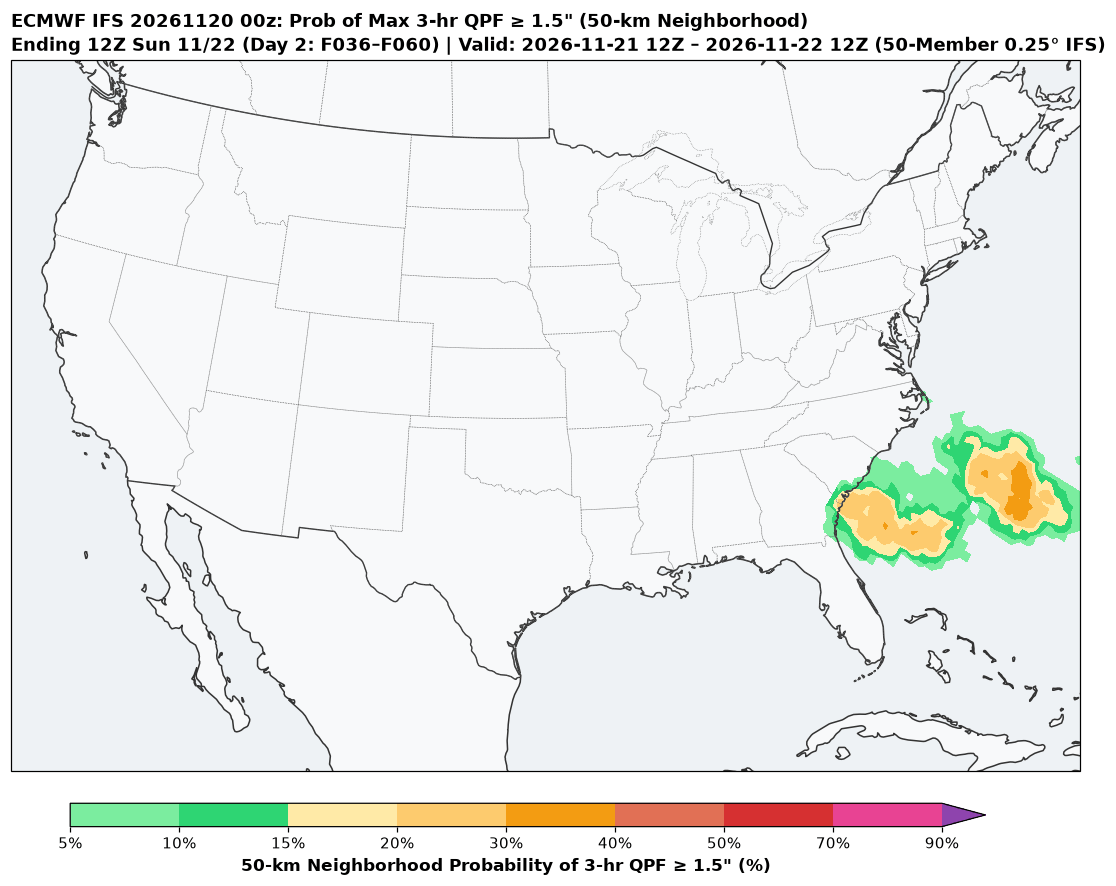 ECMWF IFS 20261120 00z: Prob of Max 3-hr QPF ≥ 1.5" (50-km Neighborhood)
Ending 12Z Sun 11/22 (Day 2: F036–F060) | Valid: 2026-11-21 12Z – 2026-11-22 12Z (50-Member 0.25° IFS)
5% 10% 15% 20% 30% 40% 50% 70% 90%
50-km Neighborhood Probability of 3-hr QPF ≥ 1.5" (%)